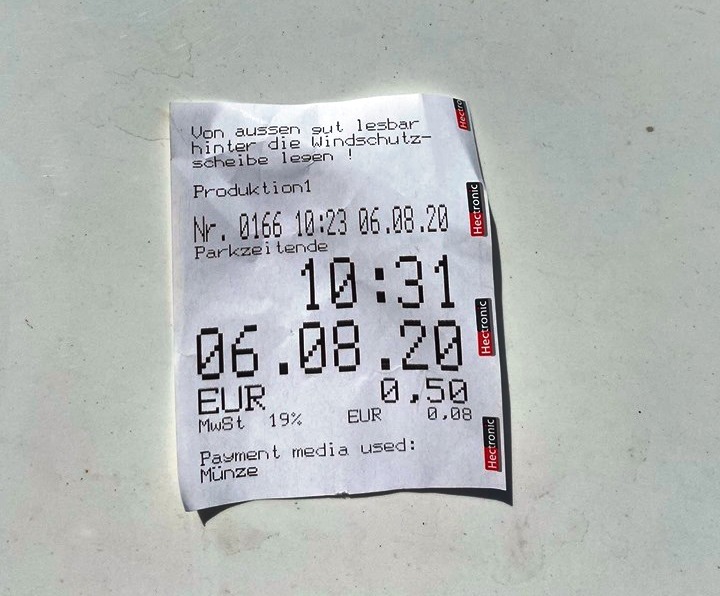 Von aussen gut lesbar
hinter die Windschutz-
scheibe legen !
Produktion1
Nr. 0166 10:23 06.08.20
Parkzeitende
10:31
06.08.20
EUR 0,50
MwSt 19% EUR 0,08
Payment media used:
Münze
Hectronic
Hectronic
Hectronic
Hectronic